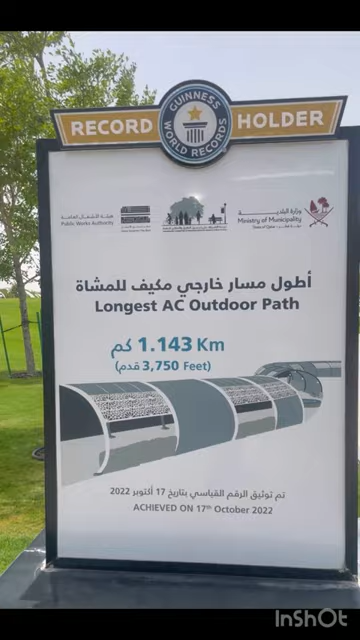 GUINNESS WORLD RECORDS
RECORD HOLDER
هيئة الأشغال العامة
Public Works Authority
وزارة البلدية
Ministry of Municipality
أطول مسار خارجي مكيف للمشاة
Longest AC Outdoor Path
1.143 Km كم
(3,750 Feet قدم)
تم توثيق الرقم القياسي بتاريخ 17 أكتوبر 2022
ACHIEVED ON 17th October 2022
InShOt